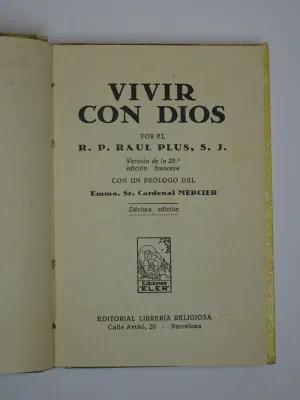 VIVIR
CON DIOS
POR EL
R. P. RAUL PLUS, S. J.
Versión de la 20.ª
edición francesa
CON UN PRÓLOGO DEL
Emmo. Sr. Cardenal MERCIER
Décima edición
Ediciones
"ELER"
EDITORIAL LIBRERÍA RELIGIOSA
Calle Aviñó, 20 - Barcelona